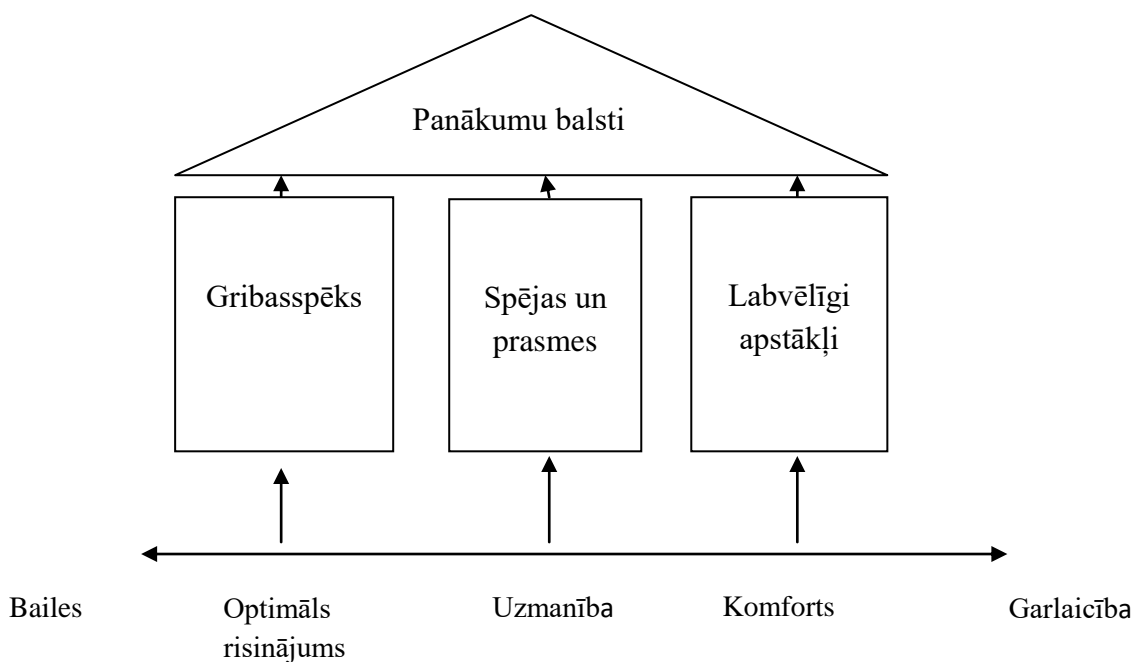 Panākumu balsti
Gribasspēks
Spējas un
prasmes
Labvēlīgi
apstākļi
Bailes
Optimāls
risinājums
Uzmanība
Komforts
Garlaicība